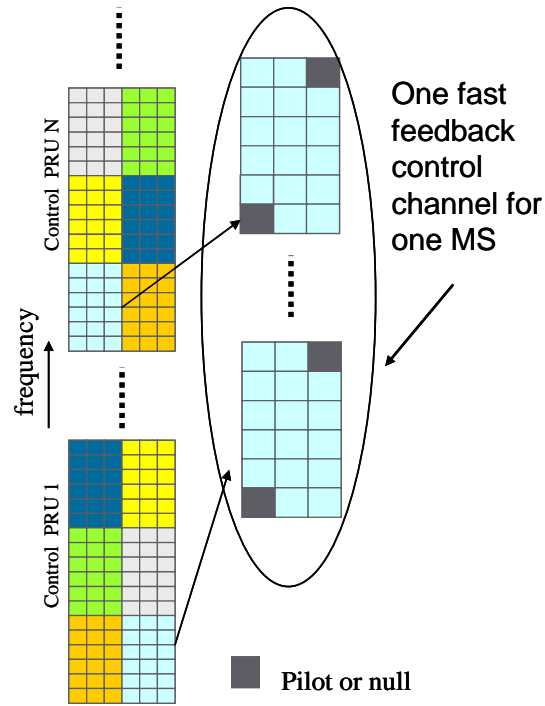 Control PRU N
One fast
feedback
control
channel for
one MS
frequency
Control PRU 1
Pilot or null